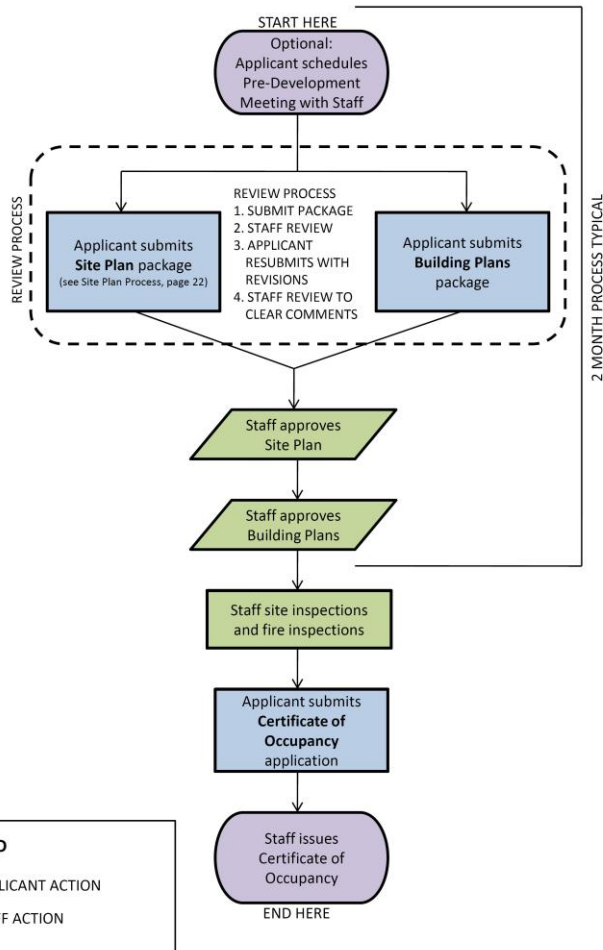 START HERE
Optional:
Applicant schedules
Pre-Development
Meeting with Staff
REVIEW PROCESS
Applicant submits
Site Plan package
(see Site Plan Process, page 22)
REVIEW PROCESS
1. SUBMIT PACKAGE
2. STAFF REVIEW
3. APPLICANT
RESUBMITS WITH
REVISIONS
4. STAFF REVIEW TO
CLEAR COMMENTS
Applicant submits
Building Plans
package
2 MONTH PROCESS TYPICAL
Staff approves
Site Plan
Staff approves
Building Plans
Staff site inspections
and fire inspections
Applicant submits
Certificate of
Occupancy
application
Staff issues
Certificate of
Occupancy
END HERE
ACTION
ACTION